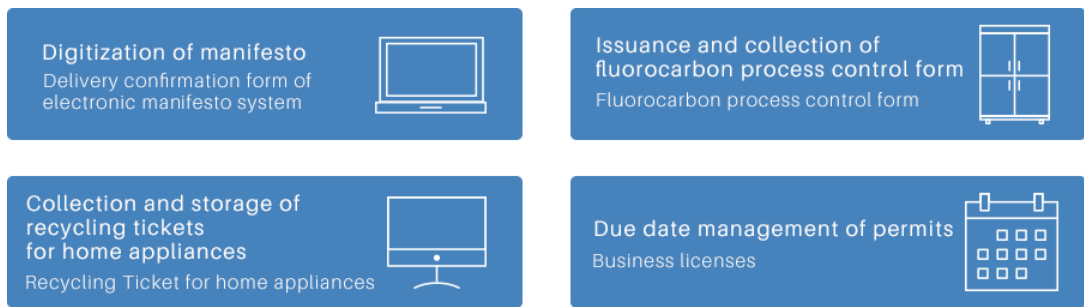 Digitization of manifesto
Delivery confirmation form of
electronic manifesto system
Issuance and collection of
fluorocarbon process control form
Fluorocarbon process control form
Collection and storage of
recycling tickets
for home appliances
Recycling Ticket for home appliances
Due date management of permits
Business licenses